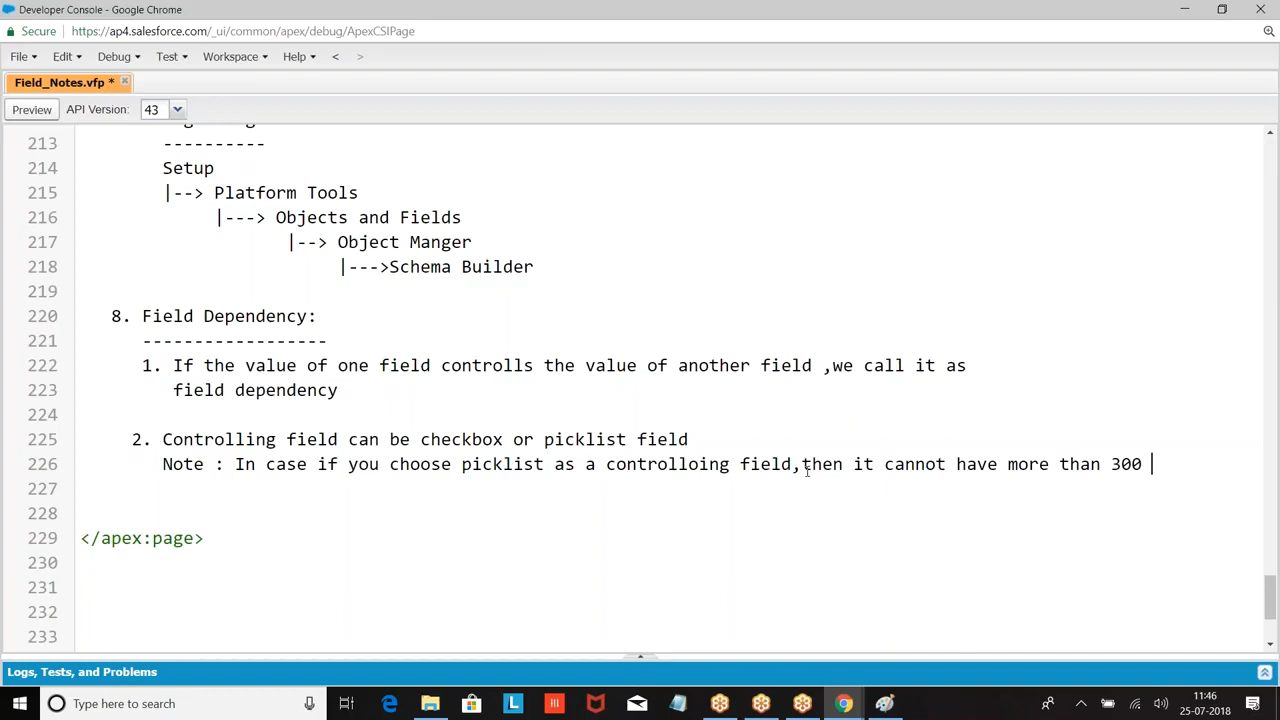 Developer Console - Google Chrome
Secure https://ap4.salesforce.com/_ui/common/apex/debug/ApexCSIPage
File Edit Debug Test Workspace Help < >
Field_Notes.vfp *
Preview API Version: 43
213 ----------
214 Setup
215 |--> Platform Tools
216 |---> Objects and Fields
217 |--> Object Manger
218 |--->Schema Builder
219
220 8. Field Dependency:
221 ------------------
222 1. If the value of one field controlls the value of another field ,we call it as
223 field dependency
224
225 2. Controlling field can be checkbox or picklist field
226 Note : In case if you choose picklist as a controlloing field,then it cannot have more than 300
227
228
229 </apex:page>
230
231
232
233
Logs, Tests, and Problems
Type here to search
11:46
25-07-2018